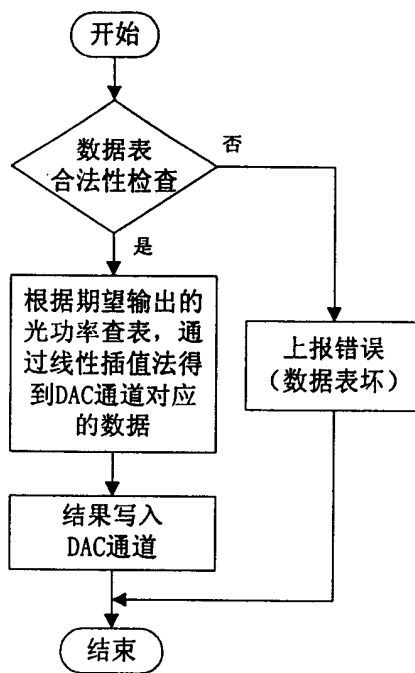 开始
数据表
合法性检查
否
是
根据期望输出的
光功率查表，通
过线性插值法得
到DAC通道对应
的数据
上报错误
（数据表坏）
结果写入
DAC通道
结束